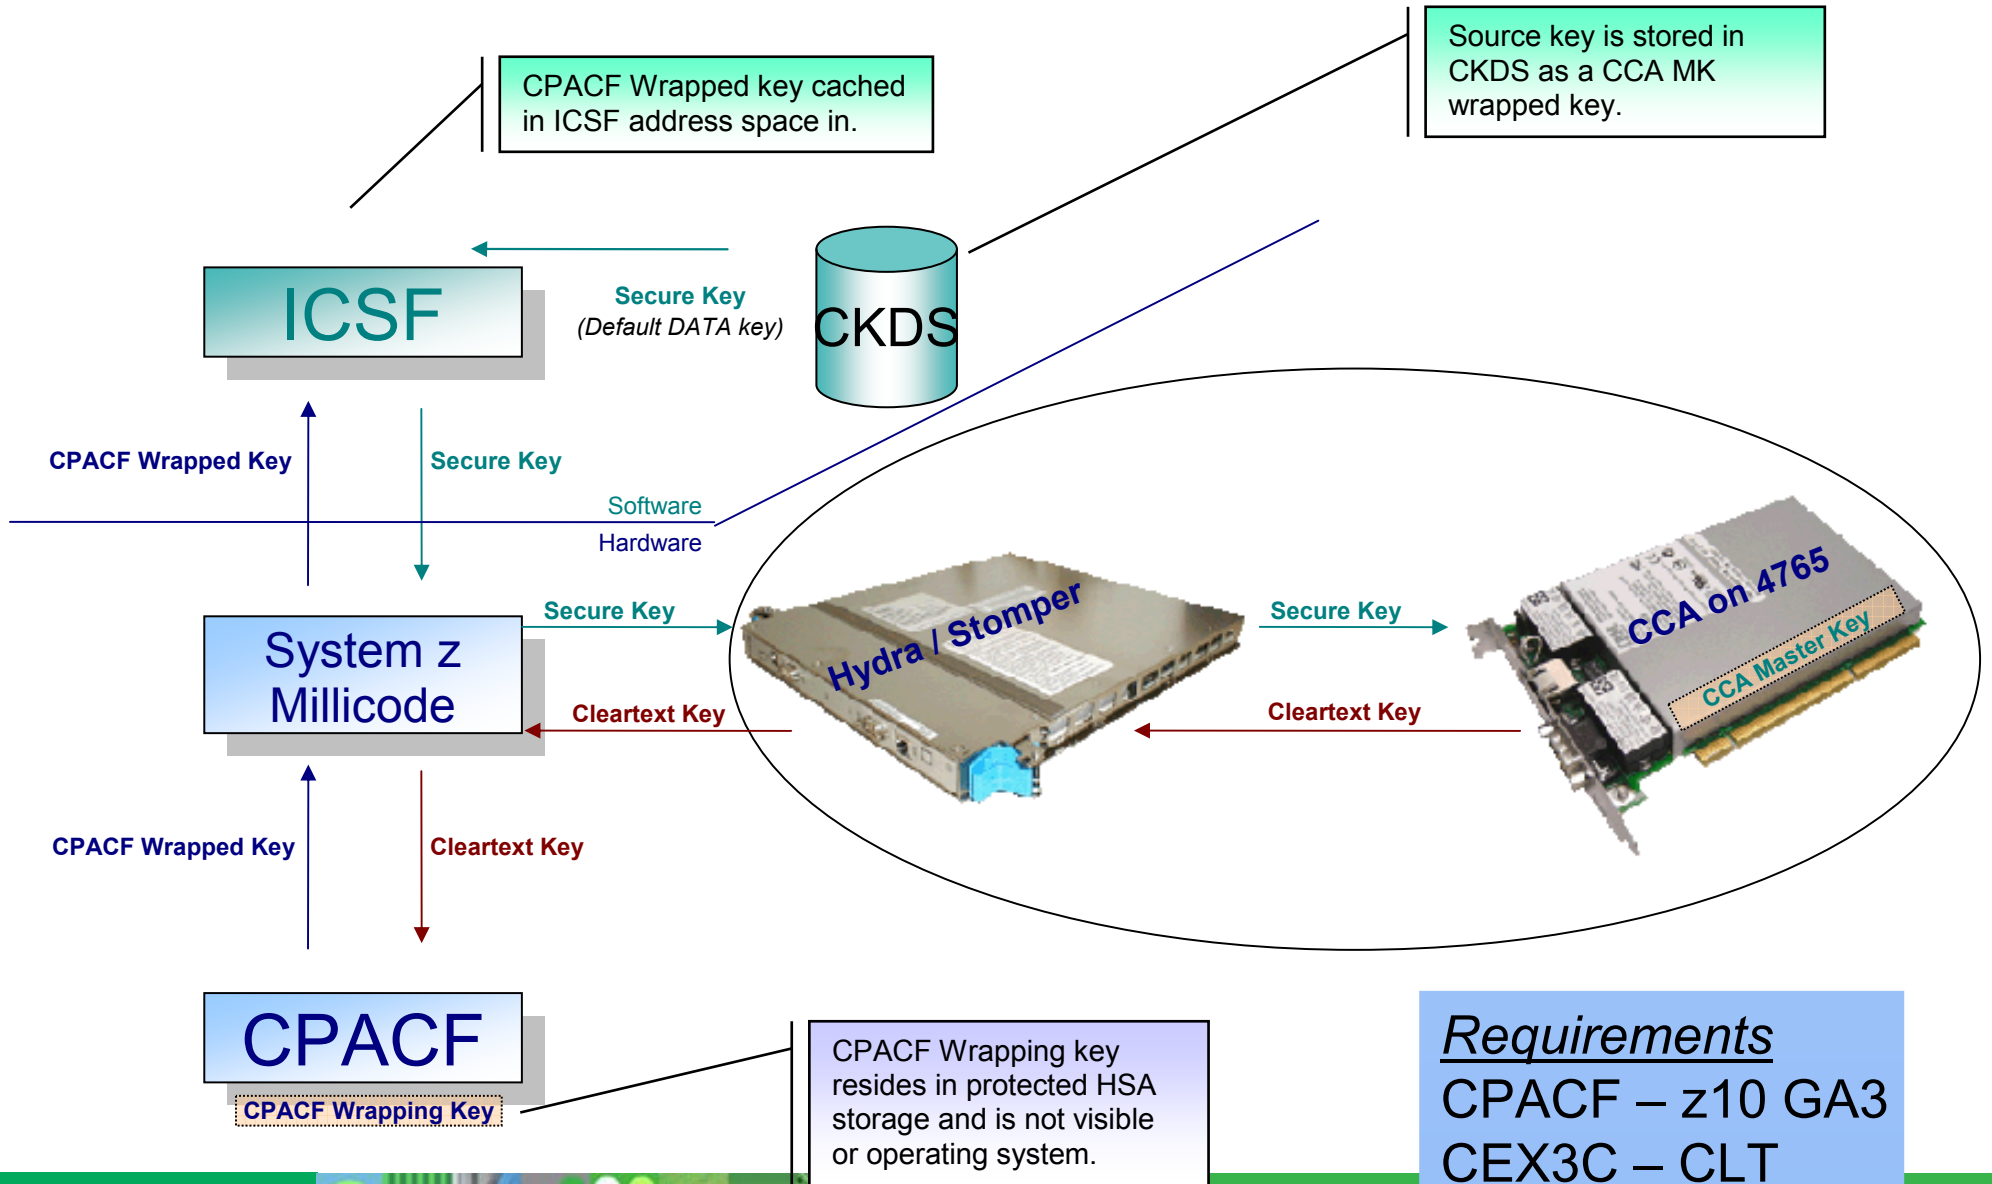 CPACF Wrapped key cached
in ICSF address space in.
Source key is stored in
CKDS as a CCA MK
wrapped key.
ICSF
Secure Key
(Default DATA key)
CKDS
CPACF Wrapped Key
Secure Key
Software
Hardware
System z
Millicode
Secure Key
Hydra / Stomper
Secure Key
CCA on 4765
CCA Master Key
Cleartext Key
Cleartext Key
CPACF Wrapped Key
Cleartext Key
CPACF
CPACF Wrapping Key
CPACF Wrapping key
resides in protected HSA
storage and is not visible
or operating system.
Requirements
CPACF – z10 GA3
CEX3C – CLT